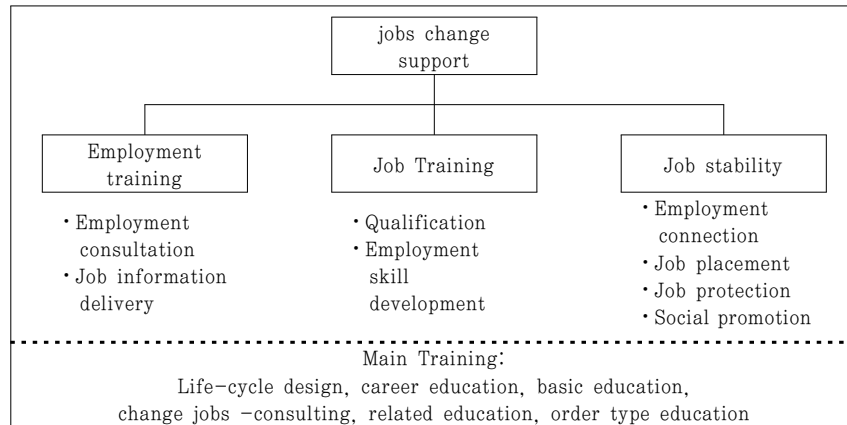 jobs change
support
Employment
training
Job Training
Job stability
・Employment
consultation
・Job information
delivery
・Qualification
・Employment
skill
development
・Employment
connection
・Job placement
・Job protection
・Social promotion
Main Training:
Life-cycle design, career education, basic education,
change jobs -consulting, related education, order type education